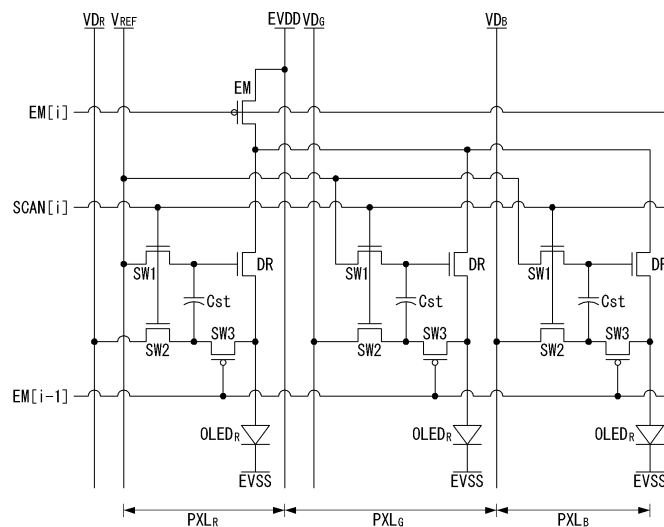 VDR VREF EVDD VDG VDB
EM
EM[i]
SCAN[i]
SW1 DR SW1 DR SW1 DR
Cst Cst Cst
SW2 SW3 SW2 SW3 SW2 SW3
EM[i-1]
OLEDR OLEDR OLEDR
EVSS EVSS EVSS
PXLR PXLG PXLB